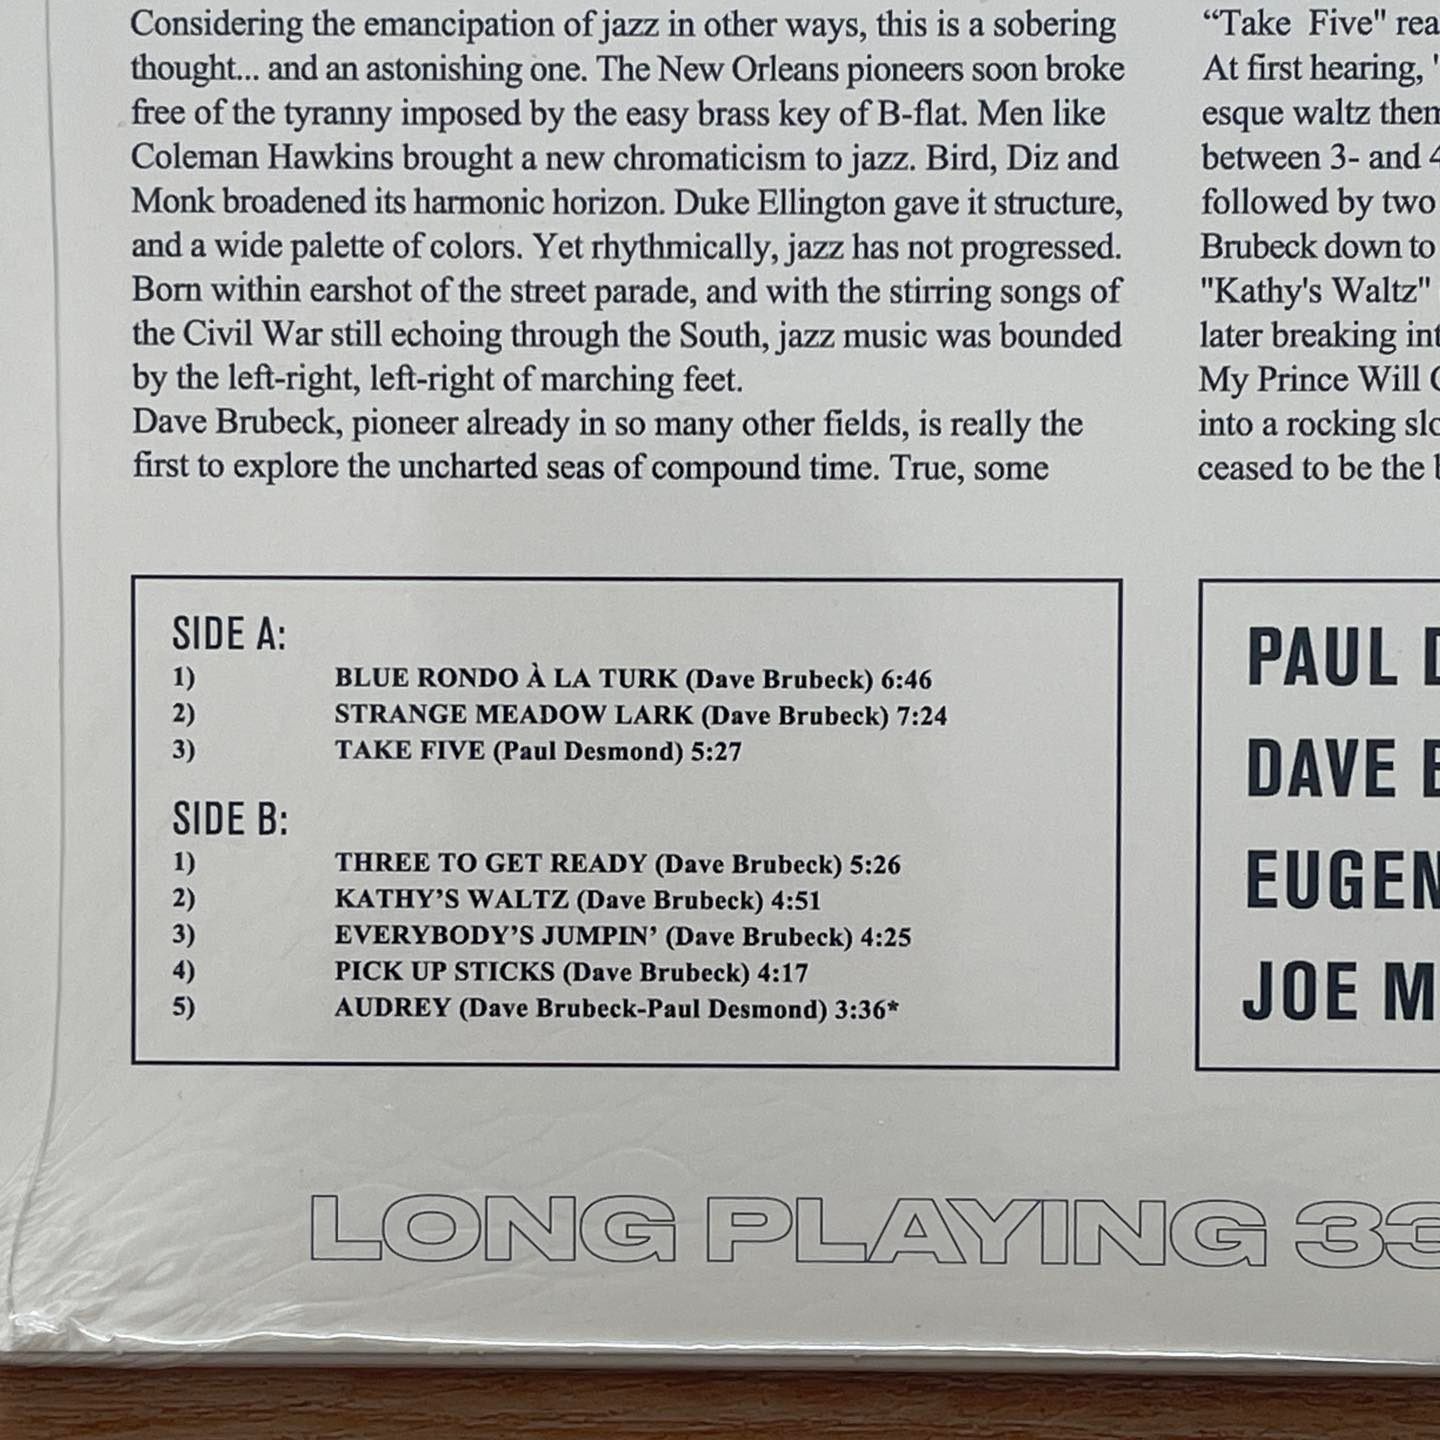 Considering the emancipation of jazz in other ways, this is a sobering
thought... and an astonishing one. The New Orleans pioneers soon broke
free of the tyranny imposed by the easy brass key of B-flat. Men like
Coleman Hawkins brought a new chromaticism to jazz. Bird, Diz and
Monk broadened its harmonic horizon. Duke Ellington gave it structure,
and a wide palette of colors. Yet rhythmically, jazz has not progressed.
Born within earshot of the street parade, and with the stirring songs of
the Civil War still echoing through the South, jazz music was bounded
by the left-right, left-right of marching feet.
Dave Brubeck, pioneer already in so many other fields, is really the
first to explore the uncharted seas of compound time. True, some
“Take Five"
At first hearing,
esque waltz
between 3- and
followed by two
Brubeck down to
"Kathy's Waltz"
later breaking
My Prince Will
into a rocking
ceased to be the
SIDE A:
1) BLUE RONDO À LA TURK (Dave Brubeck) 6:46
2) STRANGE MEADOW LARK (Dave Brubeck) 7:24
3) TAKE FIVE (Paul Desmond) 5:27
SIDE B:
1) THREE TO GET READY (Dave Brubeck) 5:26
2) KATHY’S WALTZ (Dave Brubeck) 4:51
3) EVERYBODY’S JUMPIN’ (Dave Brubeck) 4:25
4) PICK UP STICKS (Dave Brubeck) 4:17
5) AUDREY (Dave Brubeck-Paul Desmond) 3:36*
PAUL
DAVE
EUGEN
JOE M
LONG PLAYING 33